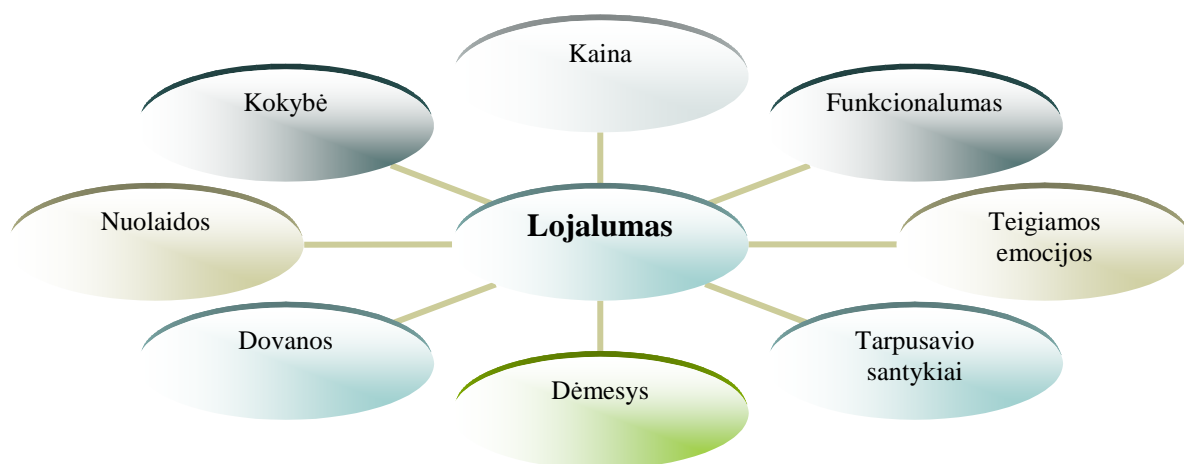 Kaina
Kokybė
Funkcionalumas
Nuolaidos
Lojalumas
Teigiamos
emocijos
Dovanos
Tarpusavio
santykiai
Dėmesys